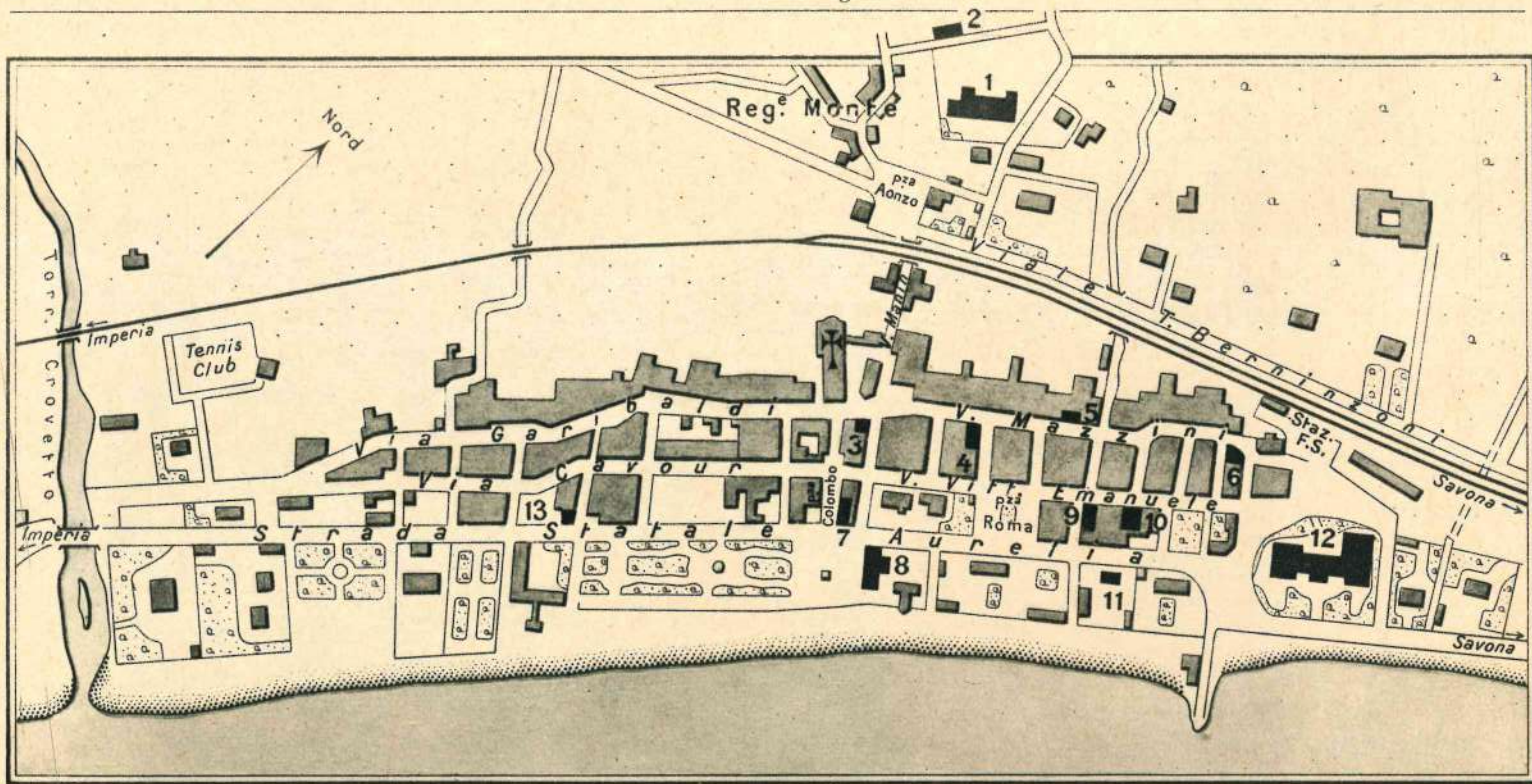 2
1
Reg.e Monte
Nord
pza
Aonzo
Viale T. Berninzoni
V. Manin
Torr. Crovetto
Imperia
Tennis
Club
Via Garibaldi
V. Mazzini
5
Staz.
F.S.
3
4
6
Via Cavour
V. Vitt. Emanuele
Savona
Colombo
pza
Roma
13
9
10
Imperia
Strada Statale Aurelia
7
8
12
11
Savona